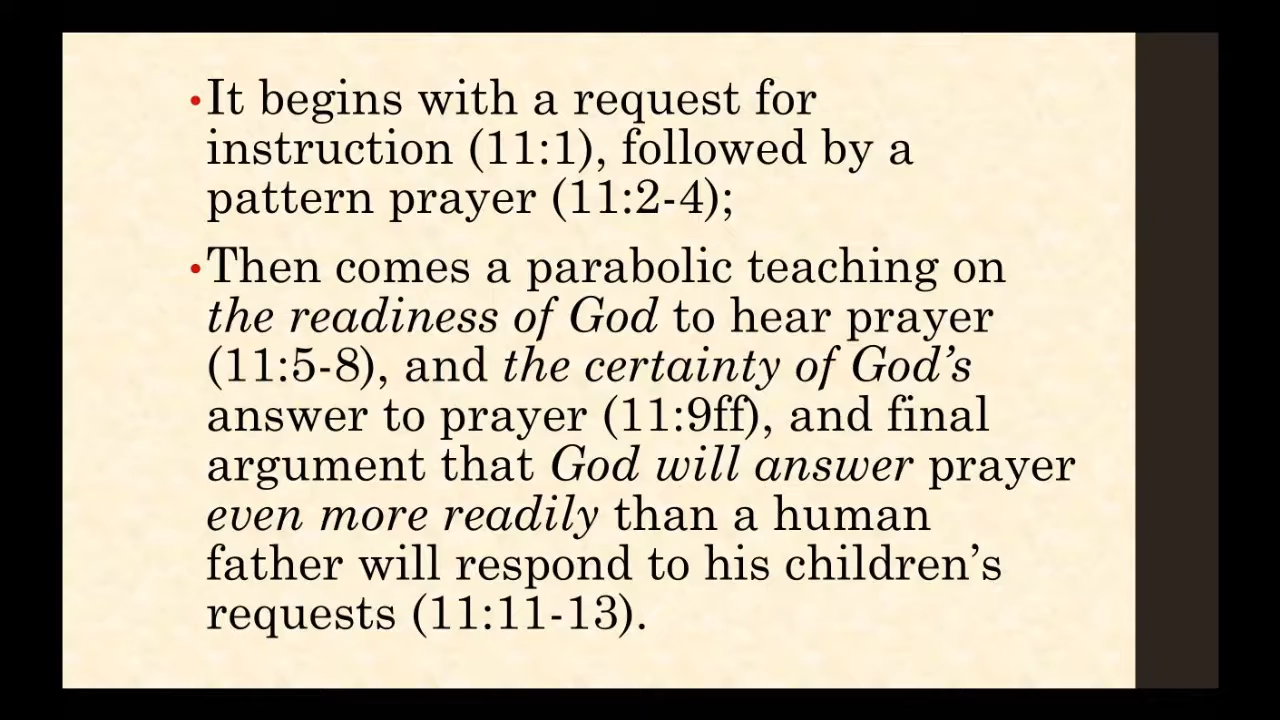 •It begins with a request for
instruction (11:1), followed by a
pattern prayer (11:2-4);
•Then comes a parabolic teaching on
the readiness of God to hear prayer
(11:5-8), and the certainty of God’s
answer to prayer (11:9ff), and final
argument that God will answer prayer
even more readily than a human
father will respond to his children’s
requests (11:11-13).